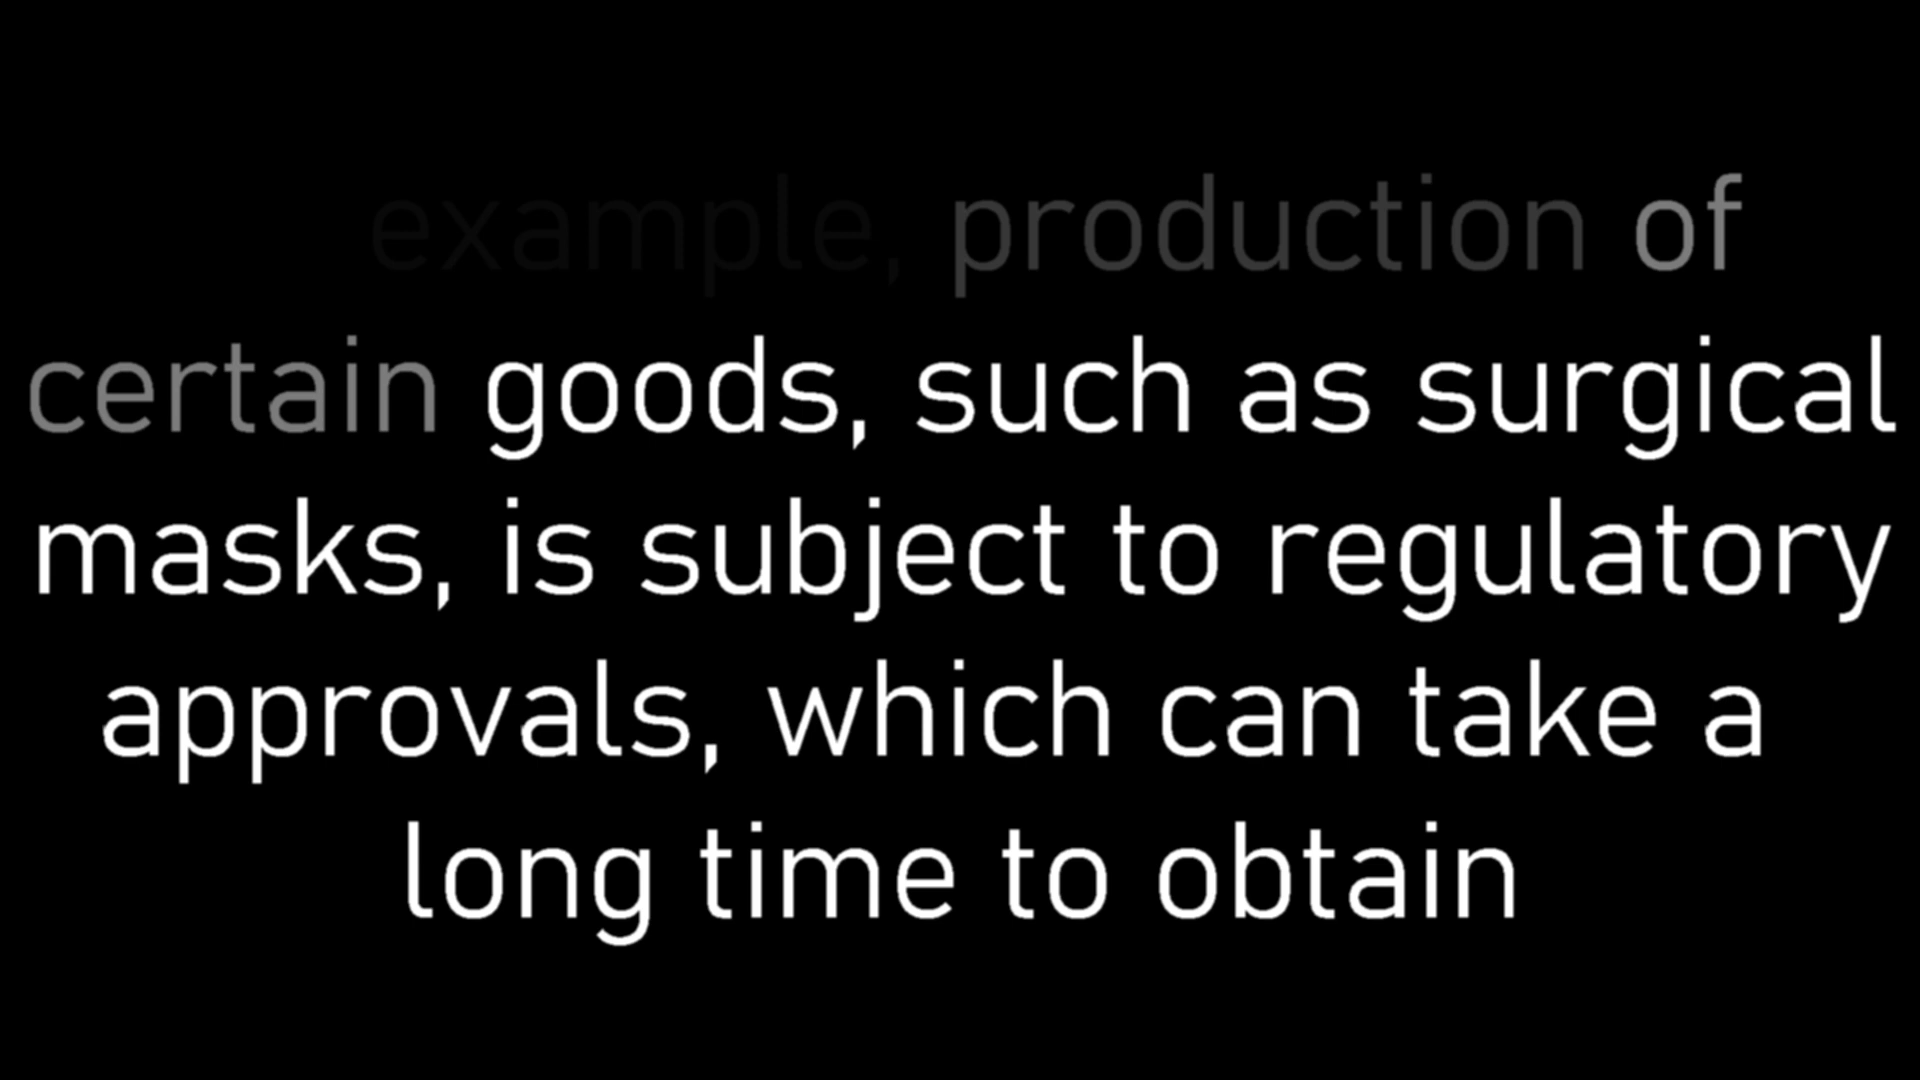 example, production of
certain goods, such as surgical
masks, is subject to regulatory
approvals, which can take a
long time to obtain